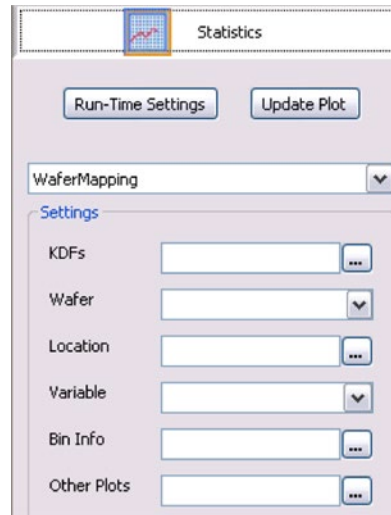 Statistics
Run-Time Settings Update Plot
WaferMapping
Settings
KDFs ...
Wafer
Location ...
Variable
Bin Info ...
Other Plots ...